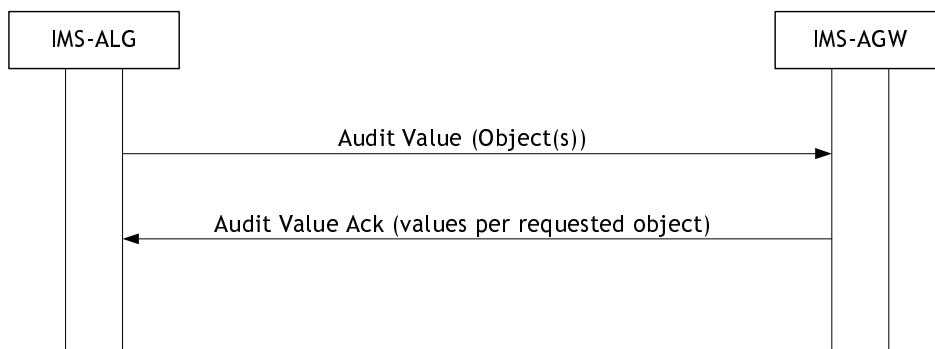 IMS-ALG
IMS-AGW
Audit Value (Object(s))
Audit Value Ack (values per requested object)